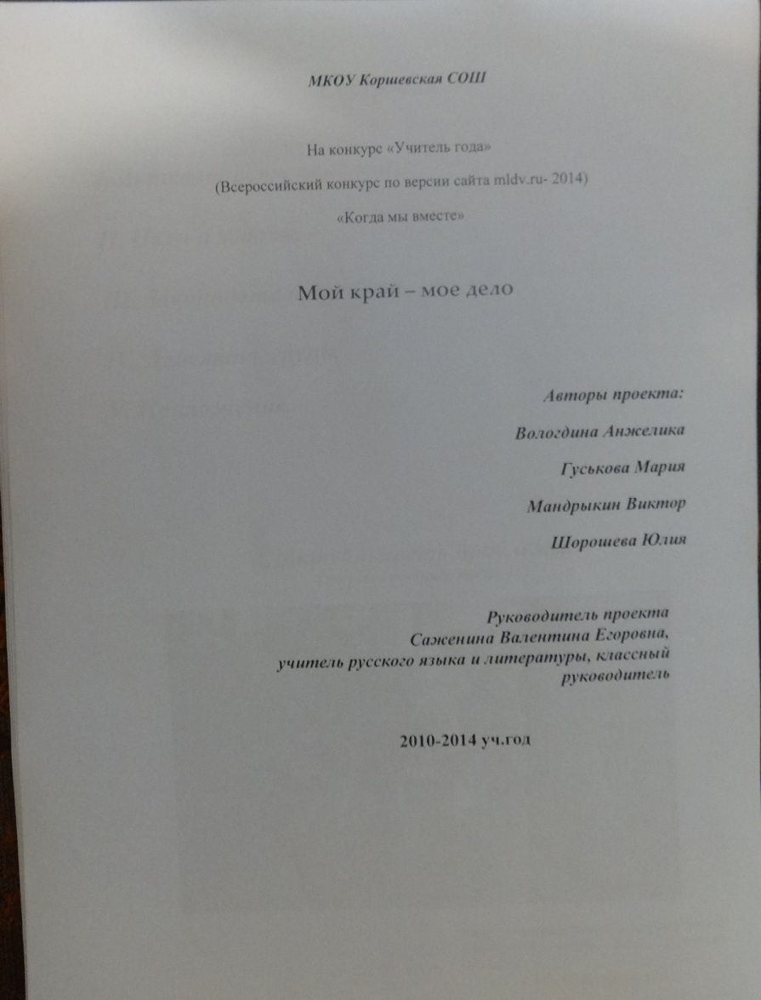 МКОУ Коршевская СОШ
На конкурс «Учитель года»
(Всероссийский конкурс по версии сайта mldv.ru- 2014)
«Когда мы вместе»
Мой край – мое дело
Авторы проекта:
Вологдина Анжелика
Гуськова Мария
Мандрыкин Виктор
Шорошева Юлия
Руководитель проекта
Саженина Валентина Егоровна,
учитель русского языка и литературы, классный
руководитель
2010-2014 уч.год